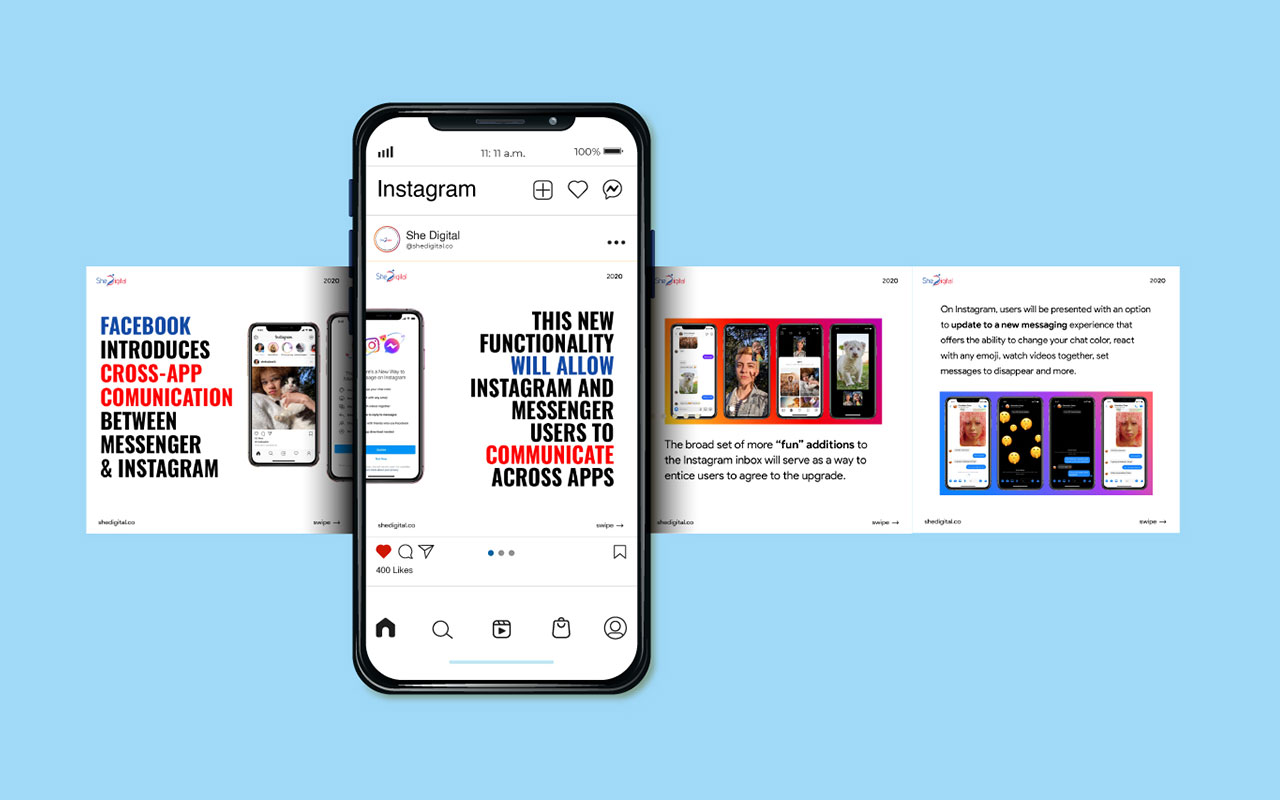 11: 11 a.m.
100%
Instagram
She Digital
@shedigital.co
She Digital
2020
FACEBOOK
INTRODUCES
CROSS-APP
COMUNICATION
BETWEEN
MESSENGER
& INSTAGRAM
Instagram
shedigital.co
swipe →
She Digital
2020
THIS NEW
FUNCTIONALITY
WILL ALLOW
INSTAGRAM AND
MESSENGER
USERS TO
COMMUNICATE
ACROSS APPS
shedigital.co
swipe →
400 Likes
She Digital
2020
The broad set of more “fun” additions to
the Instagram inbox will serve as a way to
entice users to agree to the upgrade.
shedigital.co
swipe →
She Digital
2020
On Instagram, users will be presented with an option
to update to a new messaging experience that
offers the ability to change your chat color, react
with any emoji, watch videos together, set
messages to disappear and more.
shedigital.co
swipe →